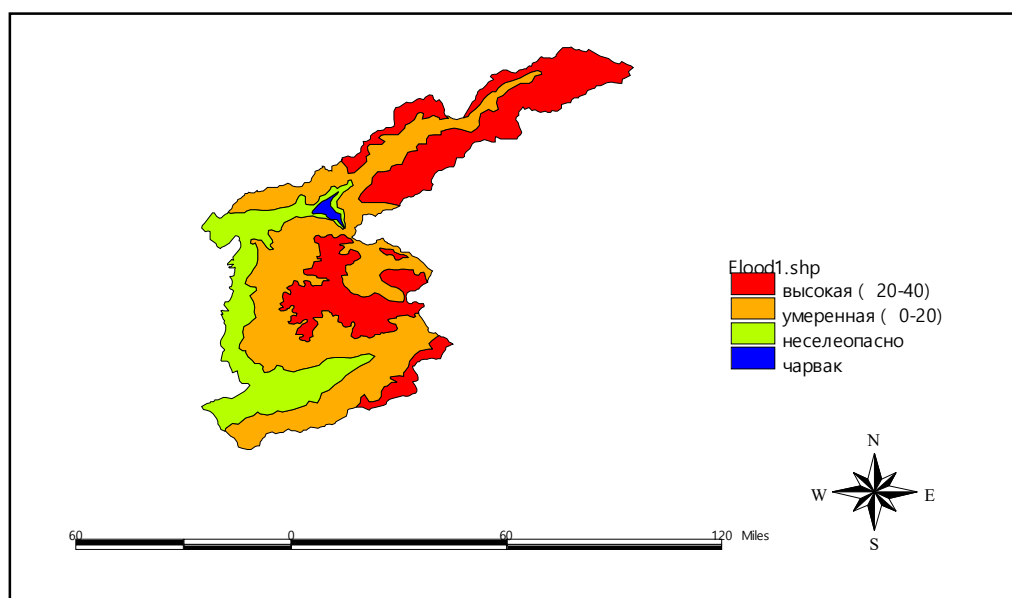 Flood1.shp
высокая ( 20-40)
умеренная ( 0-20)
неселеопасно
чарвак
N
W E
S
60 0 60 120 Miles